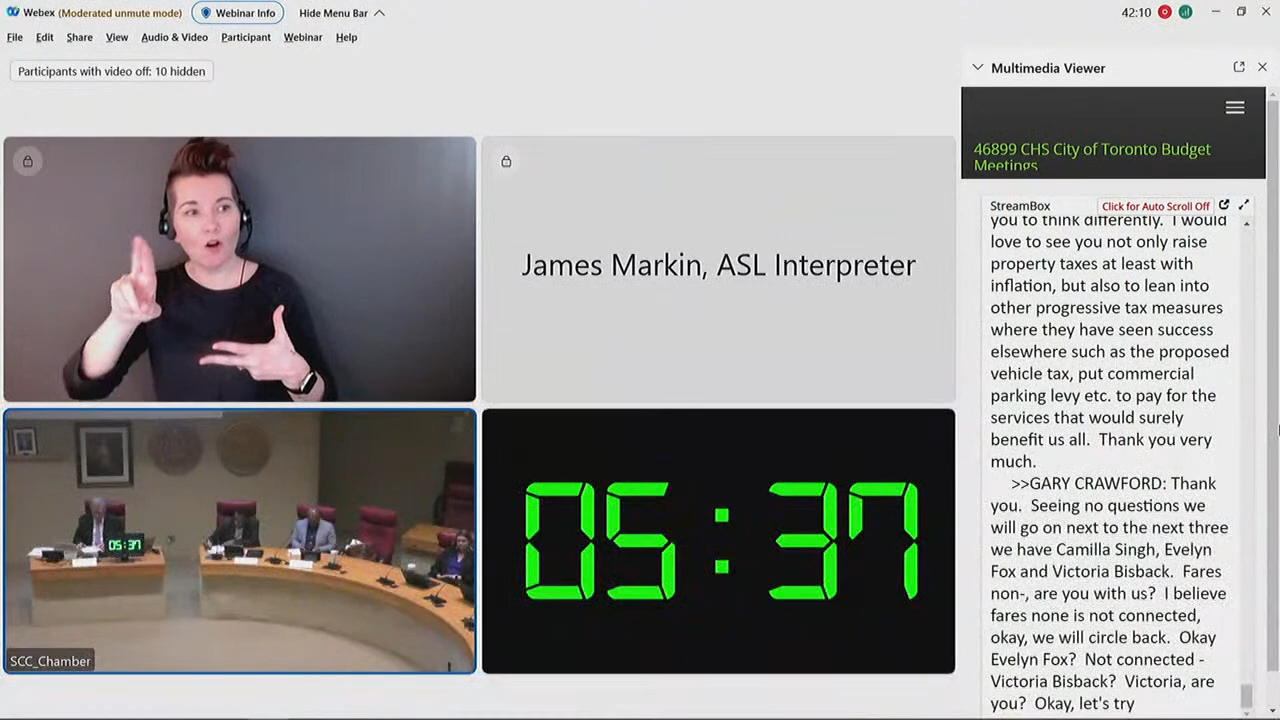 Webex (Moderated unmute mode) Webinar Info Hide Menu Bar 42:10
File Edit Share View Audio & Video Participant Webinar Help
Participants with video off: 10 hidden
James Markin, ASL Interpreter
05:37
SCC_Chamber
05:37
Multimedia Viewer
46899 CHS City of Toronto Budget
Meetings
StreamBox Click for Auto Scroll Off
you to think differently. I would
love to see you not only raise
property taxes at least with
inflation, but also to lean into
other progressive tax measures
where they have seen success
elsewhere such as the proposed
vehicle tax, put commercial
parking levy etc. to pay for the
services that would surely
benefit us all. Thank you very
much.
>>GARY CRAWFORD: Thank
you. Seeing no questions we
will go on next to the next three
we have Camilla Singh, Evelyn
Fox and Victoria Bisback. Fares
non-, are you with us? I believe
fares none is not connected,
okay, we will circle back. Okay
Evelyn Fox? Not connected -
Victoria Bisback? Victoria, are
you? Okay, let's try